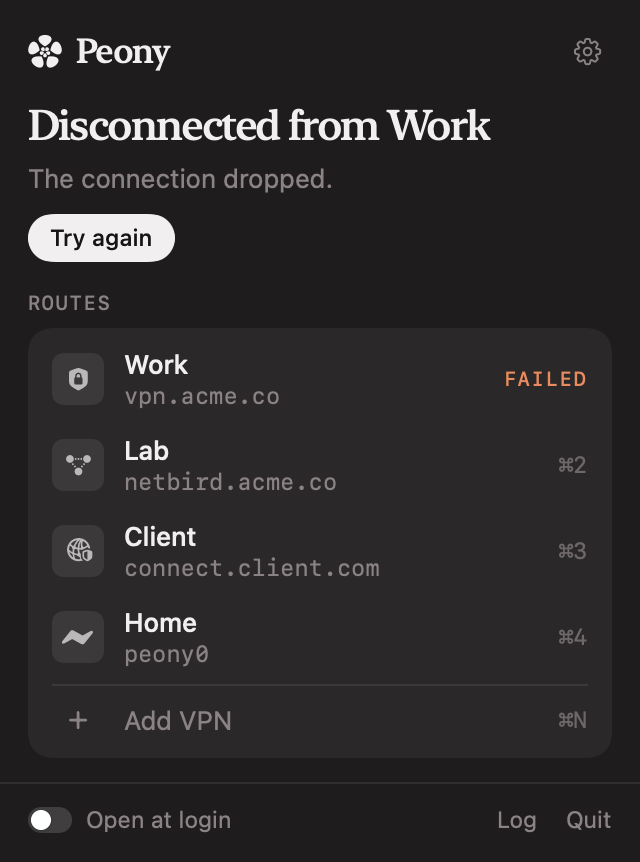 Peony
Disconnected from Work
The connection dropped.
Try again
ROUTES
Work
vpn.acme.co
FAILED
Lab
netbird.acme.co
⌘2
Client
connect.client.com
⌘3
Home
peony0
⌘4
+ Add VPN
⌘N
Open at login
Log
Quit